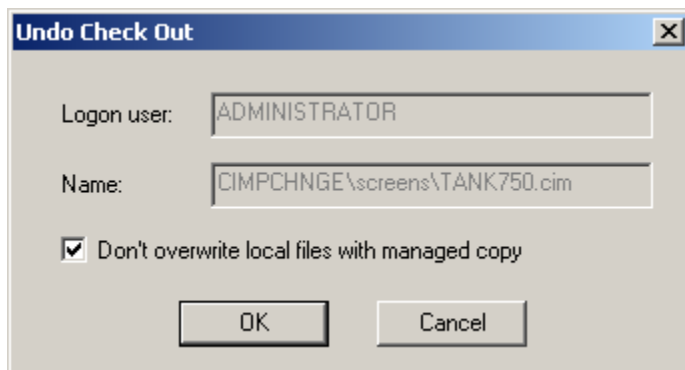 Undo Check Out
Logon user: ADMINISTRATOR
Name: CIMPCHNGE\screens\TANK750.cim
Don't overwrite local files with managed copy
OK Cancel